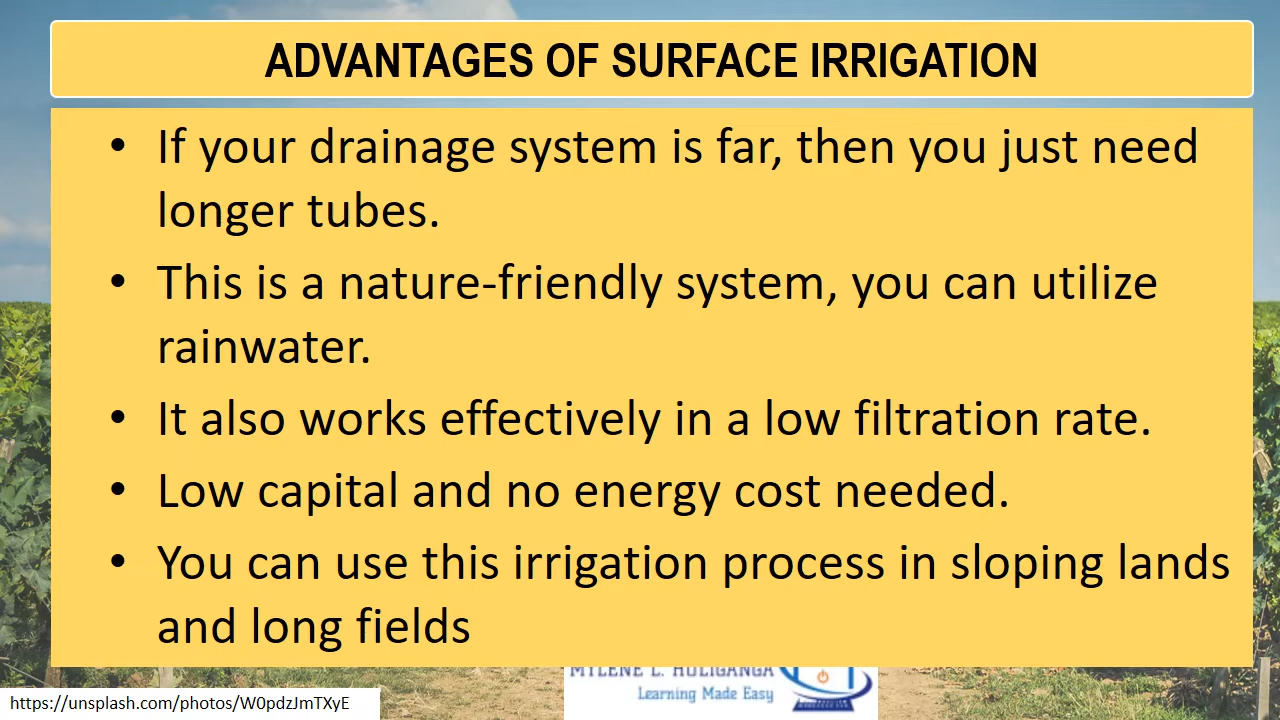 ADVANTAGES OF SURFACE IRRIGATION
• If your drainage system is far, then you just need
longer tubes.
• This is a nature-friendly system, you can utilize
rainwater.
• It also works effectively in a low filtration rate.
• Low capital and no energy cost needed.
• You can use this irrigation process in sloping lands
and long fields
MYLENE L. HULIGANGA
Learning Made Easy
https://unsplash.com/photos/W0pdzJmTXyE